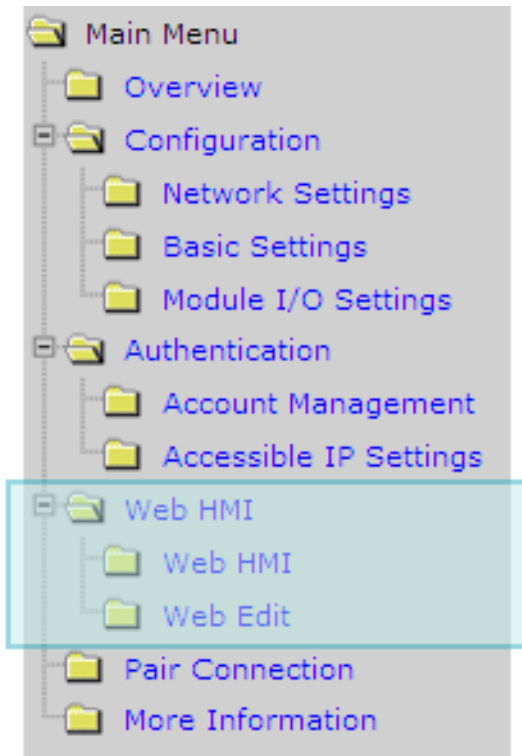 Main Menu
Overview
Configuration
Network Settings
Basic Settings
Module I/O Settings
Authentication
Account Management
Accessible IP Settings
Web HMI
Web HMI
Web Edit
Pair Connection
More Information